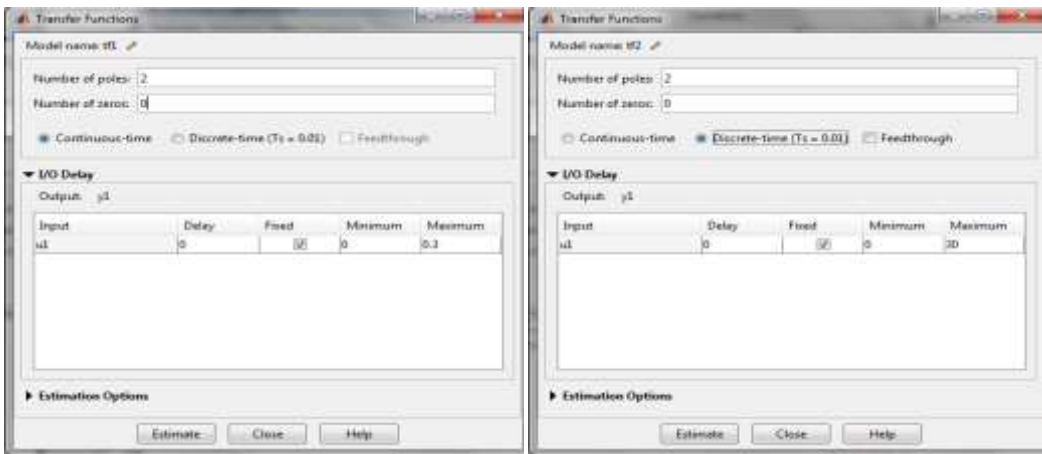 Transfer Functions
Model name: tf1
Number of poles: 2
Number of zeros: 0
Continuous-time Discrete-time (Ts = 0.01) Feedthrough
I/O Delay
Output: y1
Input Delay Fixed Minimum Maximum
u1 0 0 0.3
Estimation Options
Estimate Close Help
Transfer Functions
Model name: tf2
Number of poles: 2
Number of zeros: 0
Continuous-time Discrete-time (Ts = 0.01) Feedthrough
I/O Delay
Output: y1
Input Delay Fixed Minimum Maximum
u1 0 0 30
Estimation Options
Estimate Close Help